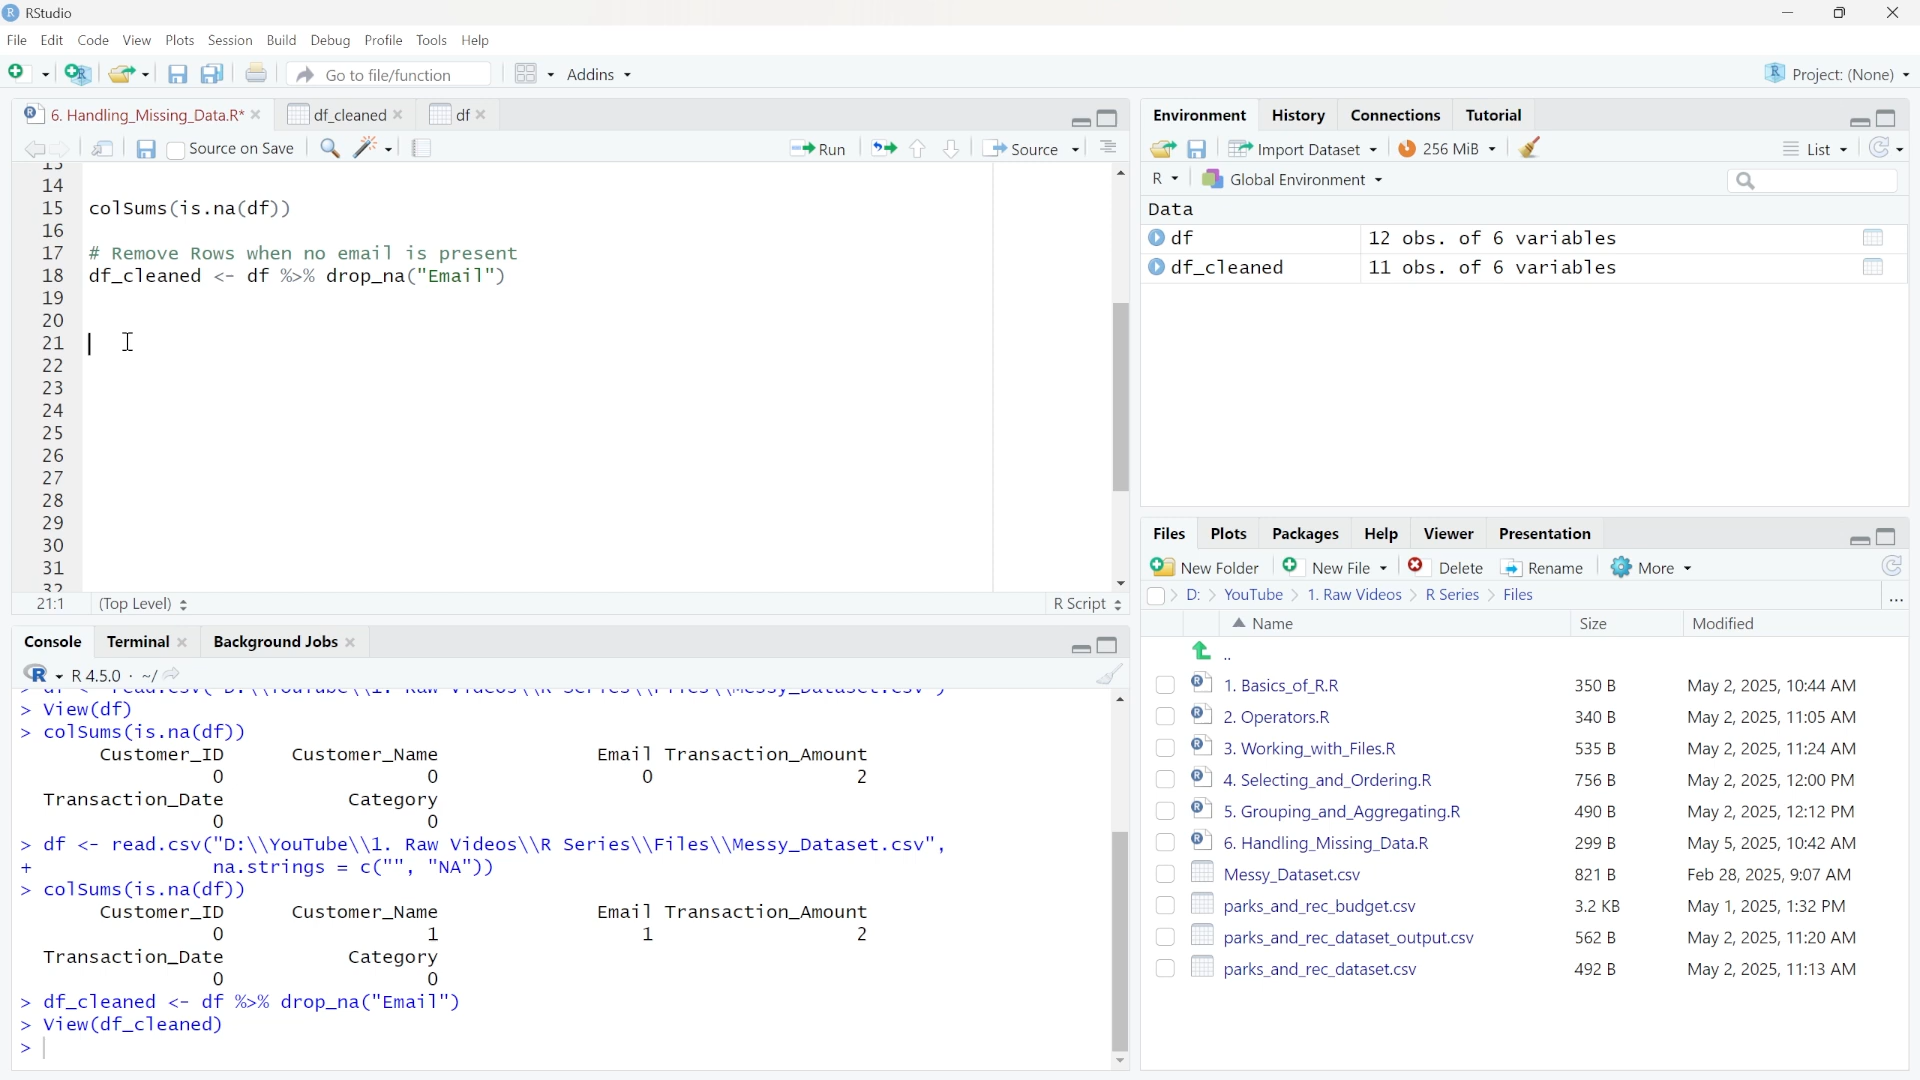 RStudio
File Edit Code View Plots Session Build Debug Profile Tools Help
Go to file/function Addins Project: (None)
6. Handling_Missing_Data.R* df_cleaned df
Source on Save Run Source
14
15 colSums(is.na(df))
16
17 # Remove Rows when no email is present
18 df_cleaned <- df %>% drop_na("Email")
19
20
21
22
23
24
25
26
27
28
29
30
31
32
21:1 (Top Level) R Script
Console Terminal Background Jobs
R 4.5.0 · ~/
> View(df)
> colSums(is.na(df))
Customer_ID Customer_Name Email Transaction_Amount
0 0 0 2
Transaction_Date Category
0 0
> df <- read.csv("D:\\YouTube\\1. Raw Videos\\R Series\\Files\\Messy_Dataset.csv",
+ na.strings = c("", "NA"))
> colSums(is.na(df))
Customer_ID Customer_Name Email Transaction_Amount
0 1 1 2
Transaction_Date Category
0 0
> df_cleaned <- df %>% drop_na("Email")
> View(df_cleaned)
>
Environment History Connections Tutorial
Import Dataset 256 MiB List
R Global Environment
Data
df 12 obs. of 6 variables
df_cleaned 11 obs. of 6 variables
Files Plots Packages Help Viewer Presentation
New Folder New File Delete Rename More
D: YouTube 1. Raw Videos R Series Files ...
Name Size Modified
..
1. Basics_of_R.R 350 B May 2, 2025, 10:44 AM
2. Operators.R 340 B May 2, 2025, 11:05 AM
3. Working_with_Files.R 535 B May 2, 2025, 11:24 AM
4. Selecting_and_Ordering.R 756 B May 2, 2025, 12:00 PM
5. Grouping_and_Aggregating.R 490 B May 2, 2025, 12:12 PM
6. Handling_Missing_Data.R 299 B May 5, 2025, 10:42 AM
Messy_Dataset.csv 821 B Feb 28, 2025, 9:07 AM
parks_and_rec_budget.csv 3.2 KB May 1, 2025, 1:32 PM
parks_and_rec_dataset_output.csv 562 B May 2, 2025, 11:20 AM
parks_and_rec_dataset.csv 492 B May 2, 2025, 11:13 AM